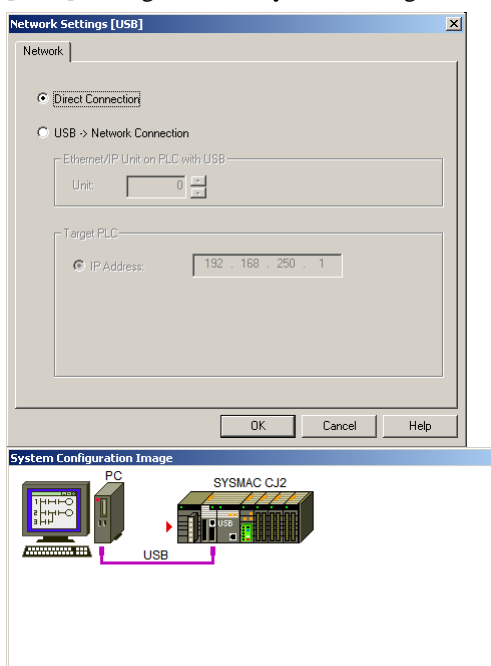 Network Settings [USB]
Network
Direct Connection
USB -> Network Connection
Ethernet/IP Unit on PLC with USB
Unit: 0
Target PLC
IP Address: 192 . 168 . 250 . 1
OK Cancel Help
System Configuration Image
PC
SYSMAC CJ2
USB
USB